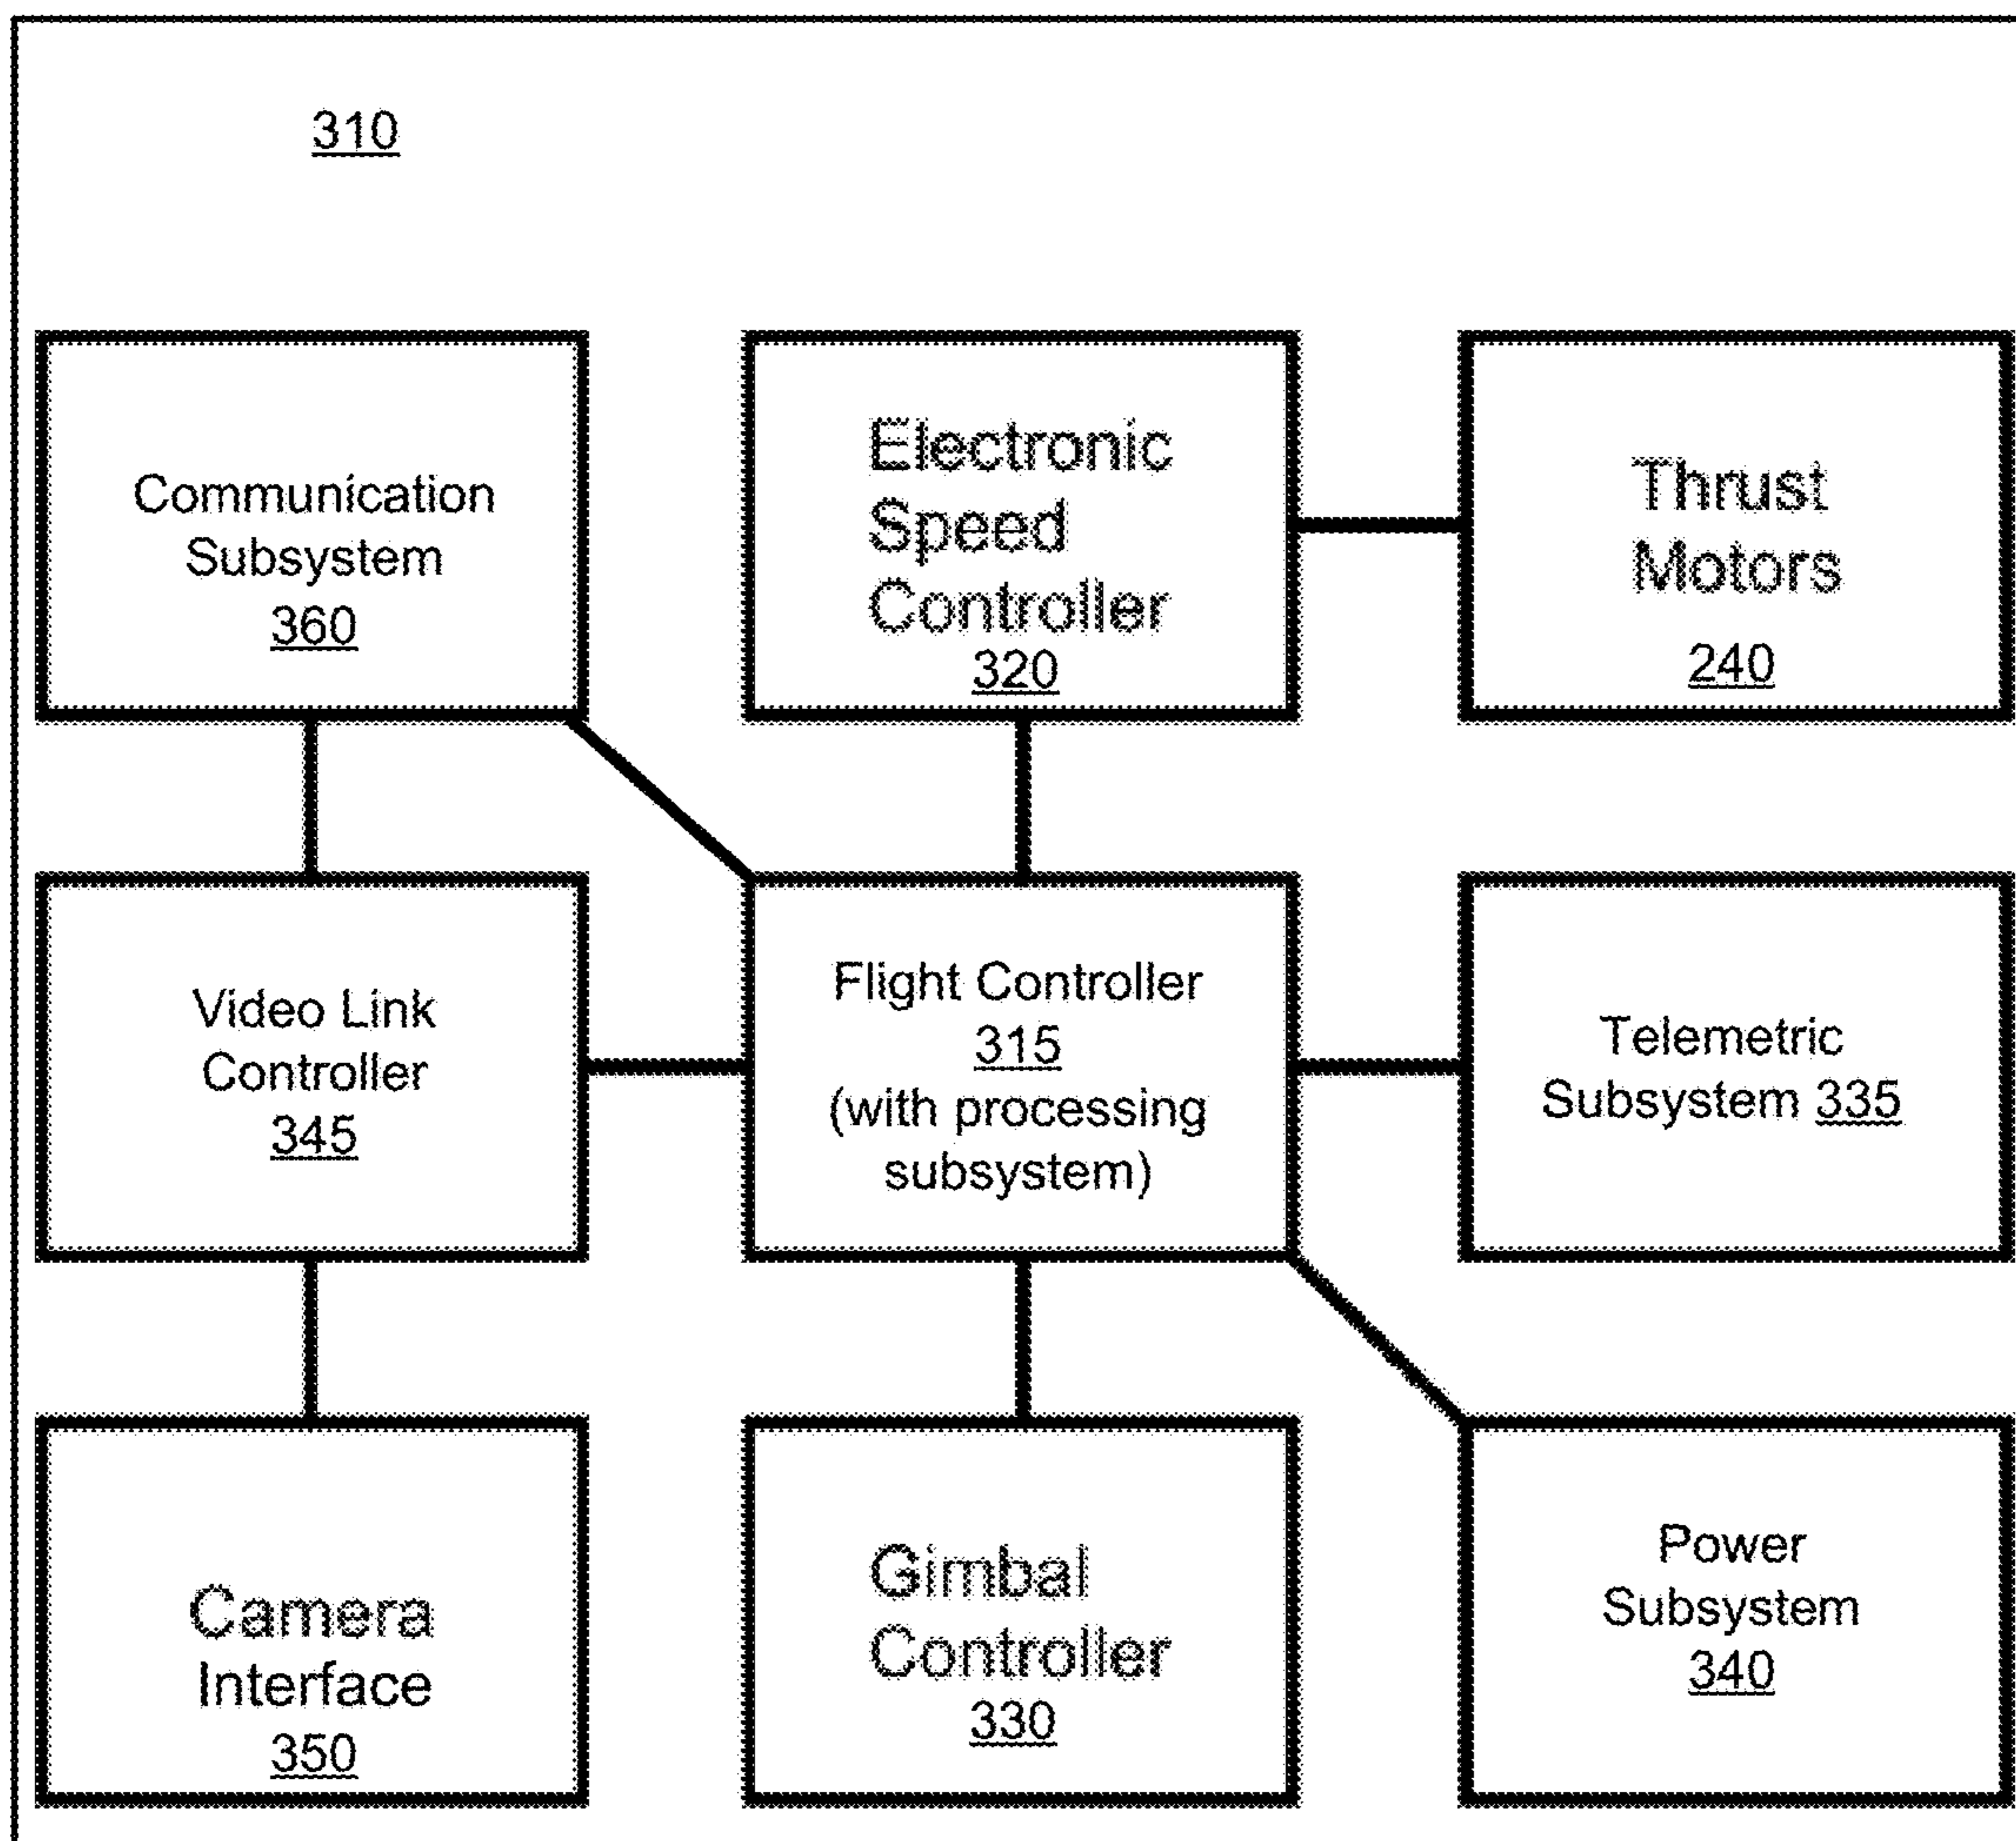 310
Communication
Subsystem
360
Electronic
Speed
Controller
320
Thrust
Motors
240
Video Link
Controller
345
Flight Controller
315
(with processing
subsystem)
Telemetric
Subsystem 335
Camera
Interface
350
Gimbal
Controller
330
Power
Subsystem
340